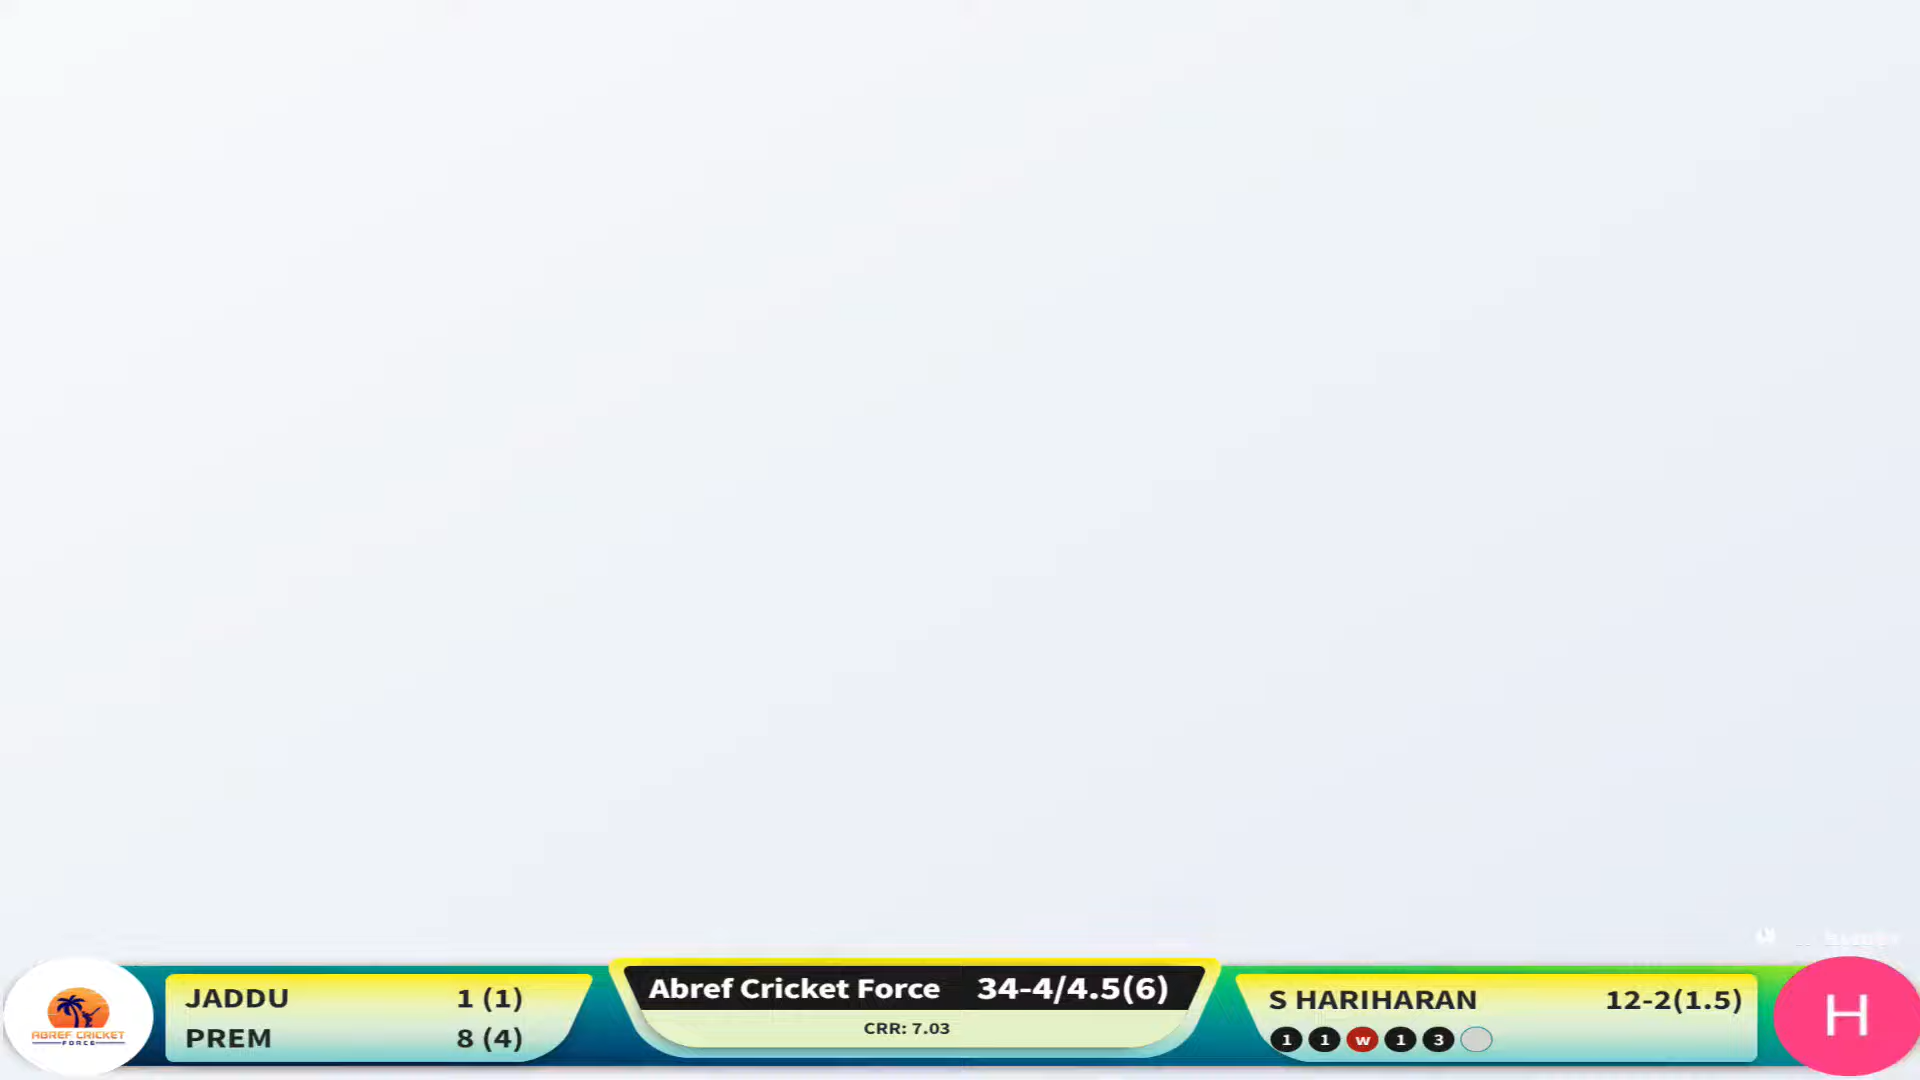 JADDU 1 (1)
PREM 8 (4)
ABREF CRICKET
FORCE
Abref Cricket Force 34-4/4.5(6)
CRR: 7.03
S HARIHARAN 12-2(1.5)
1 1 w 1 3
H